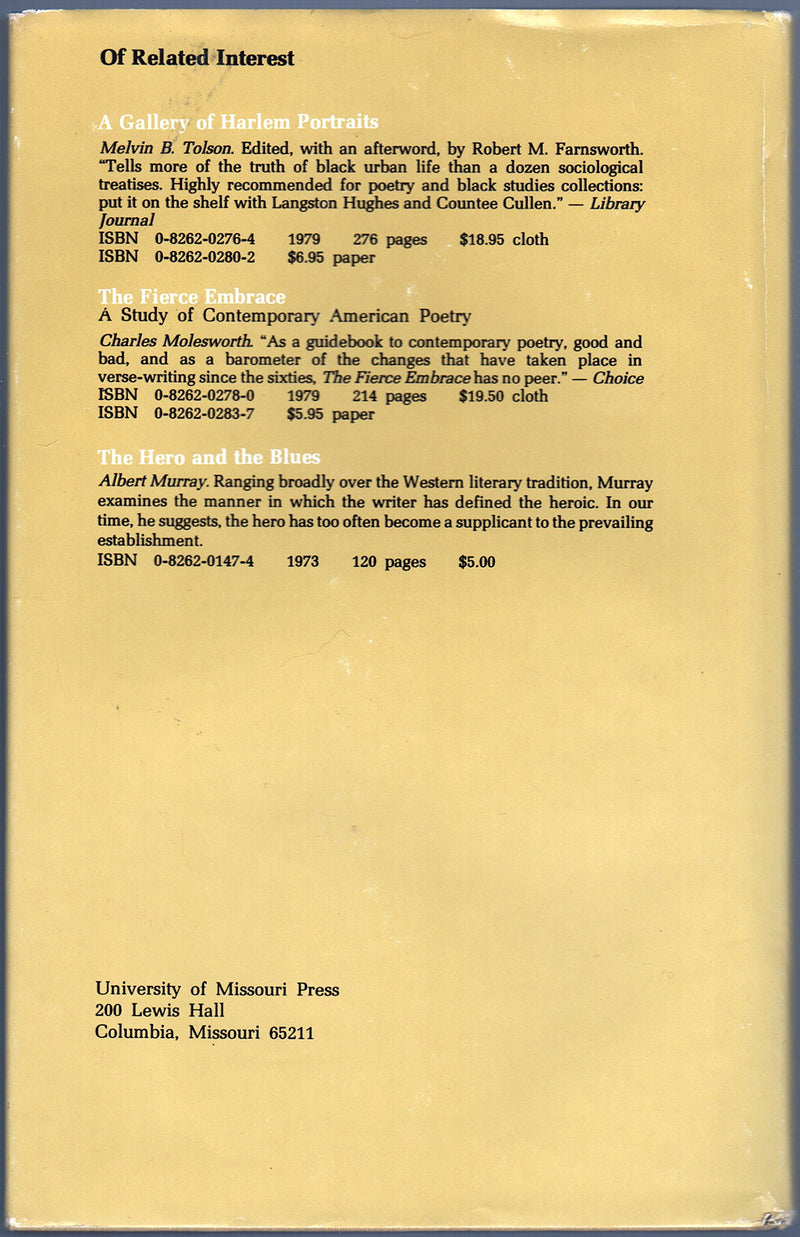 Of Related Interest
A Gallery of Harlem Portraits
Melvin B. Tolson. Edited, with an afterword, by Robert M. Farnsworth.
“Tells more of the truth of black urban life than a dozen sociological
treatises. Highly recommended for poetry and black studies collections:
put it on the shelf with Langston Hughes and Countee Cullen.” — Library
Journal
ISBN 0-8262-0276-4 1979 276 pages $18.95 cloth
ISBN 0-8262-0280-2 $6.95 paper
The Fierce Embrace
A Study of Contemporary American Poetry
Charles Molesworth. “As a guidebook to contemporary poetry, good and
bad, and as a barometer of the changes that have taken place in
verse-writing since the sixties, The Fierce Embrace has no peer.” — Choice
ISBN 0-8262-0278-0 1979 214 pages $19.50 cloth
ISBN 0-8262-0283-7 $5.95 paper
The Hero and the Blues
Albert Murray. Ranging broadly over the Western literary tradition, Murray
examines the manner in which the writer has defined the heroic. In our
time, he suggests, the hero has too often become a supplicant to the prevailing
establishment.
ISBN 0-8262-0147-4 1973 120 pages $5.00
University of Missouri Press
200 Lewis Hall
Columbia, Missouri 65211